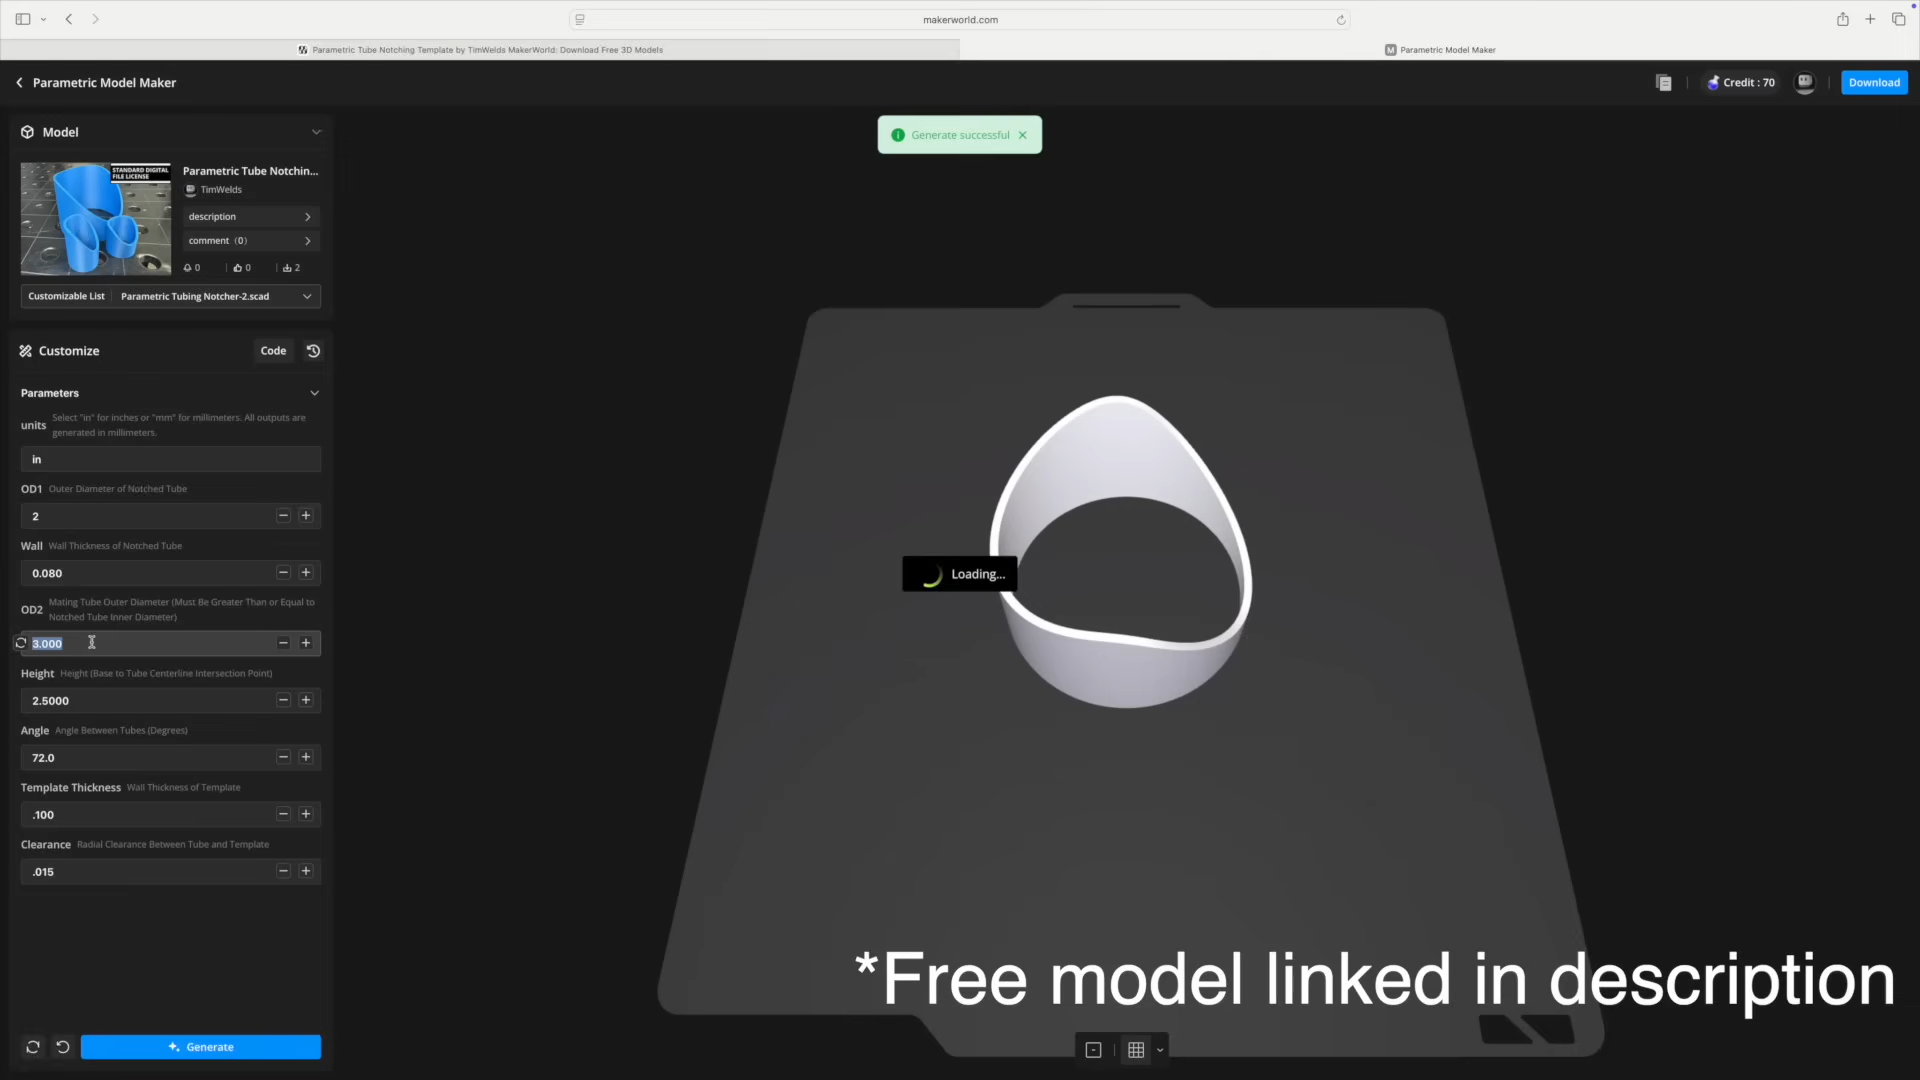 makerworld.com
Parametric Tube Notching Template by TimWelds MakerWorld: Download Free 3D Models
M Parametric Model Maker
Parametric Model Maker
Credit : 70
Download
Generate successful
Model
STANDARD DIGITAL
FILE LICENSE
Parametric Tube Notchin...
TimWelds
description
comment (0)
0
0
2
Customizable List Parametric Tubing Notcher-2.scad
Customize
Code
Parameters
units Select "in" for inches or "mm" for millimeters. All outputs are
generated in millimeters.
in
OD1 Outer Diameter of Notched Tube
2
Wall Wall Thickness of Notched Tube
0.080
OD2 Mating Tube Outer Diameter (Must Be Greater Than or Equal to
Notched Tube Inner Diameter)
3.000
Height Height (Base to Tube Centerline Intersection Point)
2.5000
Angle Angle Between Tubes (Degrees)
72.0
Template Thickness Wall Thickness of Template
.100
Clearance Radial Clearance Between Tube and Template
.015
Generate
Loading...
*Free model linked in description